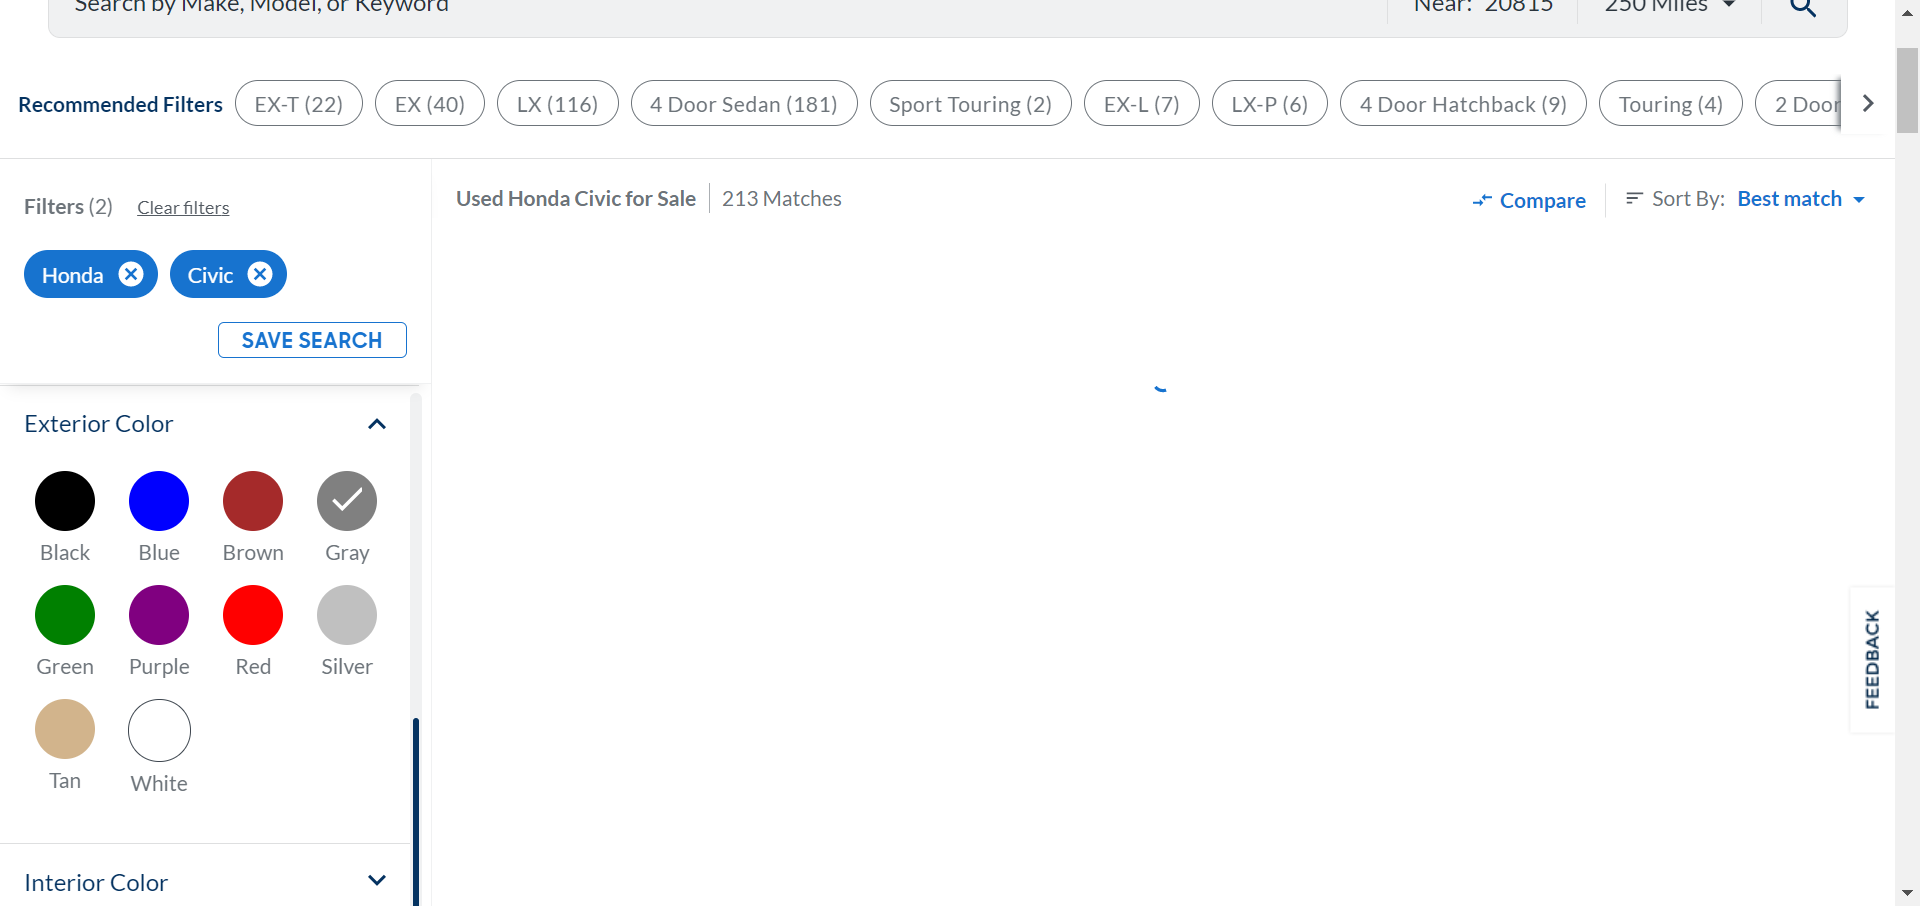 Search by Make, Model, or Keyword
Near: 20815
250 Miles
Recommended Filters
EX-T (22)
EX (40)
LX (116)
4 Door Sedan (181)
Sport Touring (2)
EX-L (7)
LX-P (6)
4 Door Hatchback (9)
Touring (4)
2 Door
Filters (2)
Clear filters
Honda
Civic
SAVE SEARCH
Used Honda Civic for Sale
213 Matches
Compare
Sort By: Best match
Exterior Color
Black
Blue
Brown
Gray
Green
Purple
Red
Silver
Tan
White
Interior Color
FEEDBACK